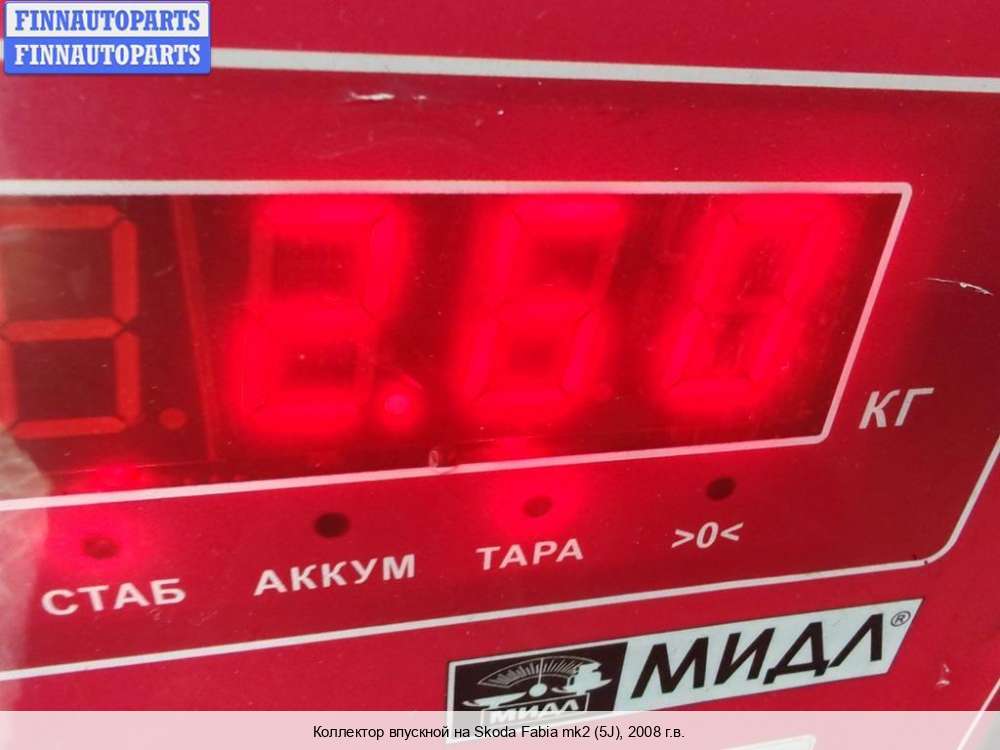 FINNAUTOPARTS
FINNAUTOPARTS
2.60
КГ
СТАБ АККУМ ТАРА >0<
МИДЛ®
МИДЛ
Коллектор впускной на Skoda Fabia mk2 (5J), 2008 г.в.